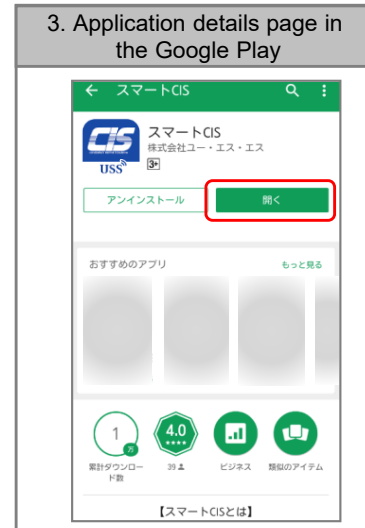 3. Application details page in
the Google Play
スマートCIS
CIS
USS
スマートCIS
株式会社ユー・エス・エス
3+
アンインストール
開く
おすすめのアプリ
もっと見る
1
万
4.0
累計ダウンロー
ド数
39
ビジネス
類似のアイテム
【スマートCISとは】